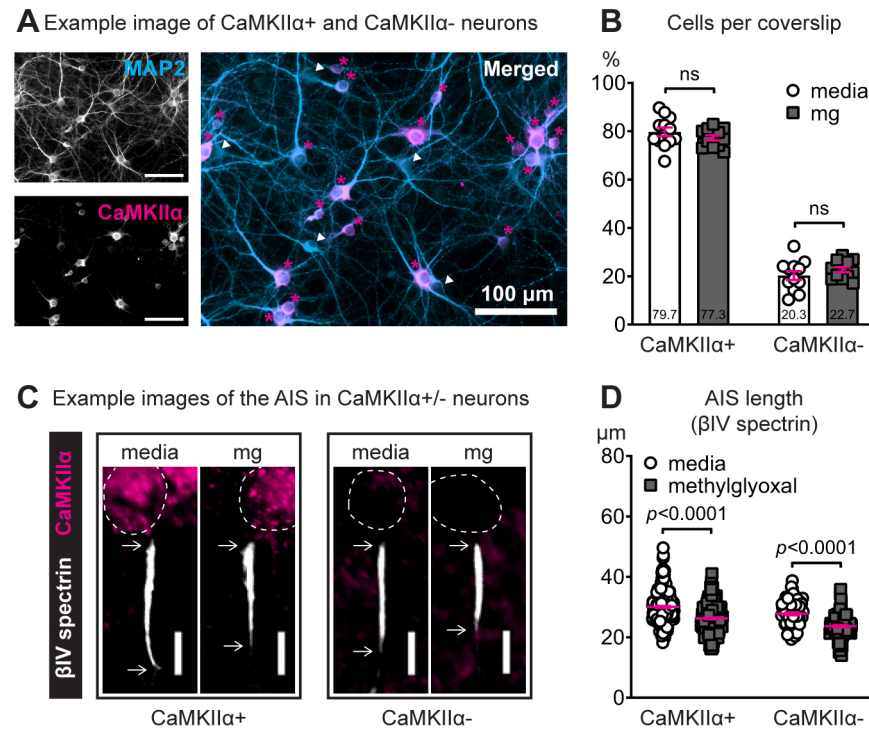 A Example image of CaMKIIα+ and CaMKIIα- neurons
MAP2
CaMKIIα
Merged
100 µm
B Cells per coverslip
%
100
80
60
40
20
0
ns
ns
media
mg
79.7
77.3
20.3
22.7
CaMKIIα+
CaMKIIα-
C Example images of the AIS in CaMKIIα+/- neurons
βIV spectrin CaMKIIα
media
mg
media
mg
CaMKIIα+
CaMKIIα-
D AIS length
(βIV spectrin)
µm
80
60
40
20
0
media
methylglyoxal
p<0.0001
p<0.0001
CaMKIIα+
CaMKIIα-